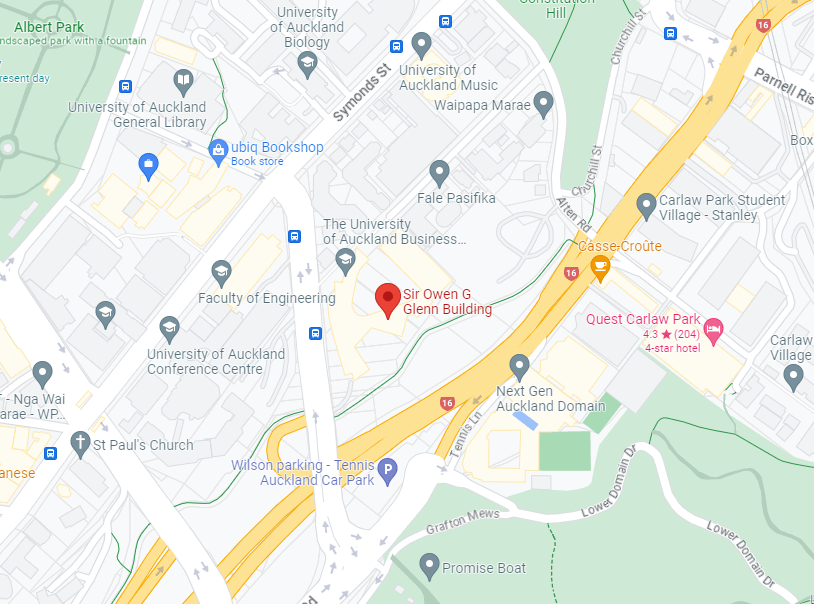 Constitution
Hill
Albert Park
ndscaped park with a fountain
resent day
University
of Auckland
Biology
16
Churchill St
Parnell Ris
University of
Auckland Music
Symonds St
University of Auckland
General Library
Waipapa Marae
Box
ubiq Bookshop
Book store
Churchill St
Fale Pasifika
Alten Rd
Carlaw Park Student
Village - Stanley
The University
of Auckland Business...
Casse-Croûte
16
Faculty of Engineering
Sir Owen G
Glenn Building
Quest Carlaw Park
4.3 ★ (204)
4-star hotel
University of Auckland
Conference Centre
Carlaw
Village
- Nga Wai
arae - WP...
Next Gen
Auckland Domain
16
Tennis Ln
St Paul's Church
anese
Wilson parking - Tennis
Auckland Car Park
P
Lower Domain Dr
Grafton Mews
Lower Domain Dr
Promise Boat